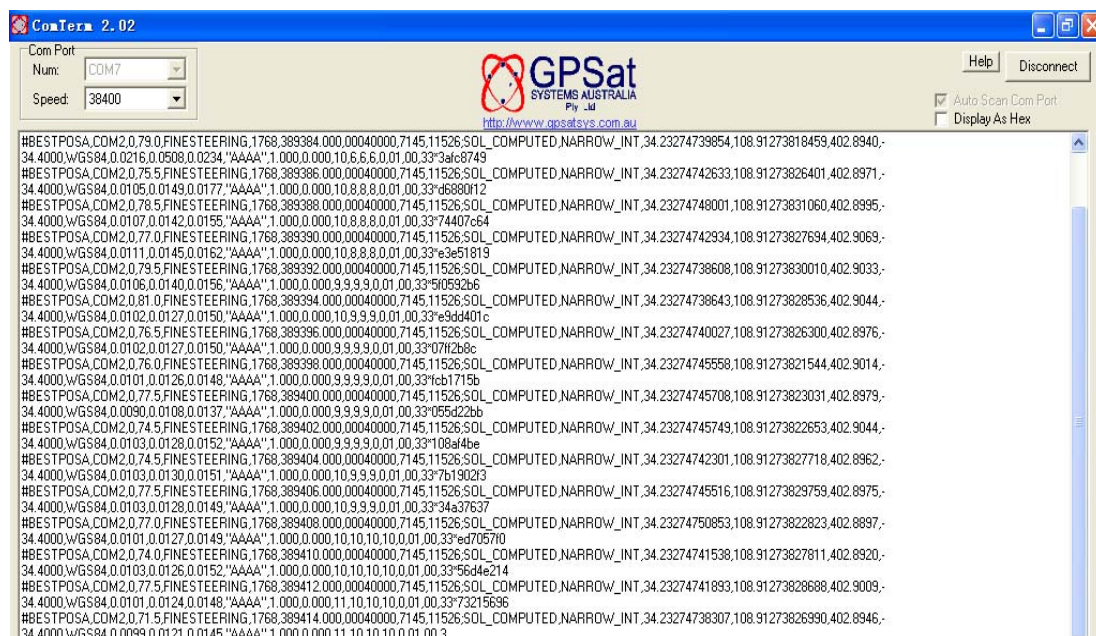 ComTerm 2.02
Com Port
Num: COM7
Speed: 38400
GPSat
SYSTEMS AUSTRALIA
Pty Ltd
http://www.gpsatsys.com.au
Help
Disconnect
Auto Scan Com Port
Display As Hex
#BESTPOSA,COM2,0,79.0,FINESTEERING,1768,389384.000,00040000,7145,11526;SOL_COMPUTED,NARROW_INT,34.23274739854,108.91273818459,402.8940,-
34.4000,WGS84,0.0216,0.0508,0.0234,"AAAA",1.000,0.000,10,6,6,6,0,01,00,33*3afc8749
#BESTPOSA,COM2,0,75.5,FINESTEERING,1768,389386.000,00040000,7145,11526;SOL_COMPUTED,NARROW_INT,34.23274742633,108.91273826401,402.8971,-
34.4000,WGS84,0.0105,0.0149,0.0177,"AAAA",1.000,0.000,10,8,8,8,0,01,00,33*d6880f12
#BESTPOSA,COM2,0,78.5,FINESTEERING,1768,389388.000,00040000,7145,11526;SOL_COMPUTED,NARROW_INT,34.23274748001,108.91273831060,402.8995,-
34.4000,WGS84,0.0107,0.0142,0.0155,"AAAA",1.000,0.000,10,8,8,8,0,01,00,33*74407c64
#BESTPOSA,COM2,0,77.0,FINESTEERING,1768,389390.000,00040000,7145,11526;SOL_COMPUTED,NARROW_INT,34.23274742934,108.91273827694,402.9069,-
34.4000,WGS84,0.0111,0.0145,0.0162,"AAAA",1.000,0.000,10,8,8,8,0,01,00,33*e3e51819
#BESTPOSA,COM2,0,79.5,FINESTEERING,1768,389392.000,00040000,7145,11526;SOL_COMPUTED,NARROW_INT,34.23274738608,108.91273830010,402.9033,-
34.4000,WGS84,0.0106,0.0140,0.0156,"AAAA",1.000,0.000,9,9,9,9,0,01,00,33*5f0592b6
#BESTPOSA,COM2,0,81.0,FINESTEERING,1768,389394.000,00040000,7145,11526;SOL_COMPUTED,NARROW_INT,34.23274738643,108.91273828536,402.9044,-
34.4000,WGS84,0.0102,0.0127,0.0150,"AAAA",1.000,0.000,10,9,9,9,0,01,00,33*e9dd401c
#BESTPOSA,COM2,0,76.5,FINESTEERING,1768,389396.000,00040000,7145,11526;SOL_COMPUTED,NARROW_INT,34.23274740027,108.91273826300,402.8976,-
34.4000,WGS84,0.0102,0.0127,0.0150,"AAAA",1.000,0.000,9,9,9,9,0,01,00,33*07ff2b8c
#BESTPOSA,COM2,0,76.0,FINESTEERING,1768,389398.000,00040000,7145,11526;SOL_COMPUTED,NARROW_INT,34.23274745558,108.91273821544,402.9014,-
34.4000,WGS84,0.0101,0.0126,0.0148,"AAAA",1.000,0.000,9,9,9,9,0,01,00,33*fcb1715b
#BESTPOSA,COM2,0,77.5,FINESTEERING,1768,389400.000,00040000,7145,11526;SOL_COMPUTED,NARROW_INT,34.23274745708,108.91273823031,402.8979,-
34.4000,WGS84,0.0090,0.0108,0.0137,"AAAA",1.000,0.000,9,9,9,9,0,01,00,33*055d22bb
#BESTPOSA,COM2,0,74.5,FINESTEERING,1768,389402.000,00040000,7145,11526;SOL_COMPUTED,NARROW_INT,34.23274745749,108.91273822653,402.9044,-
34.4000,WGS84,0.0103,0.0128,0.0152,"AAAA",1.000,0.000,9,9,9,9,0,01,00,33*108af4be
#BESTPOSA,COM2,0,74.5,FINESTEERING,1768,389404.000,00040000,7145,11526;SOL_COMPUTED,NARROW_INT,34.23274742301,108.91273827718,402.8962,-
34.4000,WGS84,0.0103,0.0130,0.0151,"AAAA",1.000,0.000,10,9,9,9,0,01,00,33*7b1902f3
#BESTPOSA,COM2,0,77.5,FINESTEERING,1768,389406.000,00040000,7145,11526;SOL_COMPUTED,NARROW_INT,34.23274745516,108.91273829759,402.8975,-
34.4000,WGS84,0.0103,0.0128,0.0149,"AAAA",1.000,0.000,10,9,9,9,0,01,00,33*34a37637
#BESTPOSA,COM2,0,77.0,FINESTEERING,1768,389408.000,00040000,7145,11526;SOL_COMPUTED,NARROW_INT,34.23274750853,108.91273822823,402.8897,-
34.4000,WGS84,0.0101,0.0127,0.0149,"AAAA",1.000,0.000,10,10,10,10,0,01,00,33*ed7057f0
#BESTPOSA,COM2,0,74.0,FINESTEERING,1768,389410.000,00040000,7145,11526;SOL_COMPUTED,NARROW_INT,34.23274741538,108.91273827811,402.8920,-
34.4000,WGS84,0.0103,0.0126,0.0152,"AAAA",1.000,0.000,10,10,10,10,0,01,00,33*56d4e214
#BESTPOSA,COM2,0,77.5,FINESTEERING,1768,389412.000,00040000,7145,11526;SOL_COMPUTED,NARROW_INT,34.23274741893,108.91273828688,402.9009,-
34.4000,WGS84,0.0101,0.0124,0.0148,"AAAA",1.000,0.000,11,10,10,10,0,01,00,33*73215696
#BESTPOSA,COM2,0,71.5,FINESTEERING,1768,389414.000,00040000,7145,11526;SOL_COMPUTED,NARROW_INT,34.23274738307,108.91273826990,402.8946,-
34.4000,WGS84,0.0099,0.0121,0.0145,"AAAA",1.000,0.000,11,10,10,10,0,01,00,3